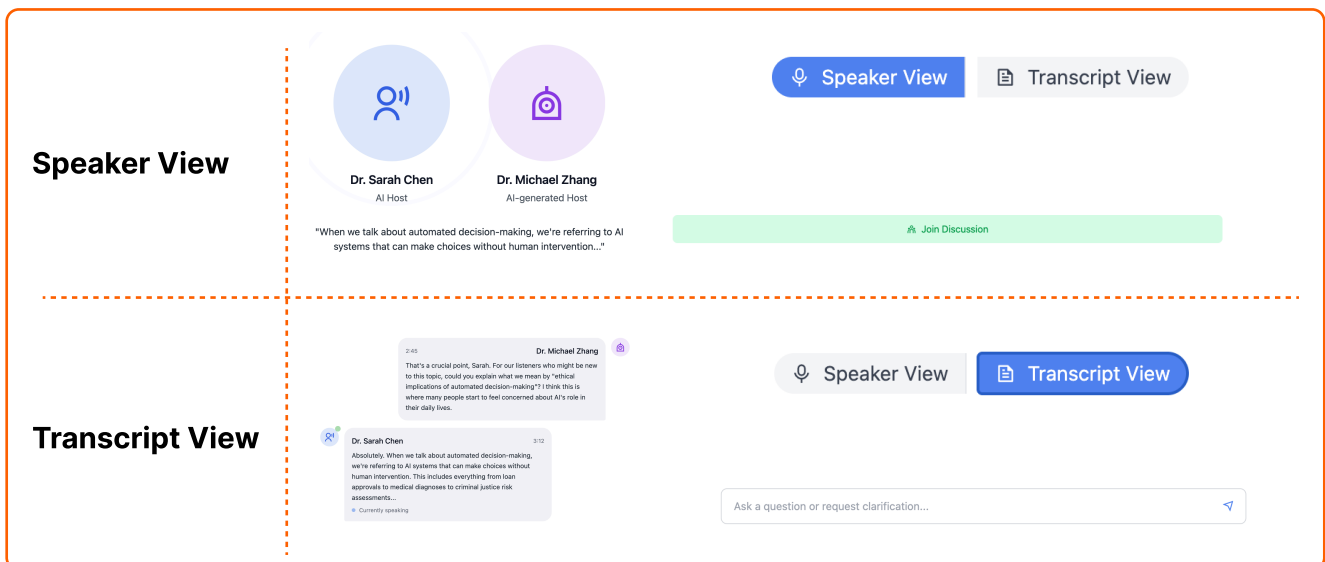 Speaker View
Dr. Sarah Chen
AI Host
Dr. Michael Zhang
AI-generated Host
"When we talk about automated decision-making, we're referring to AI
systems that can make choices without human intervention..."
Speaker View
Transcript View
Join Discussion
Transcript View
2:45
Dr. Michael Zhang
That's a crucial point, Sarah. For our listeners who might be new
to this topic, could you explain what we mean by "ethical
implications of automated decision-making"? I think this is
where many people start to feel concerned about AI's role in
their daily lives.
Dr. Sarah Chen
3:12
Absolutely. When we talk about automated decision-making,
we're referring to AI systems that can make choices without
human intervention. This includes everything from loan
approvals to medical diagnoses to criminal justice risk
assessments...
Currently speaking
Speaker View
Transcript View
Ask a question or request clarification...